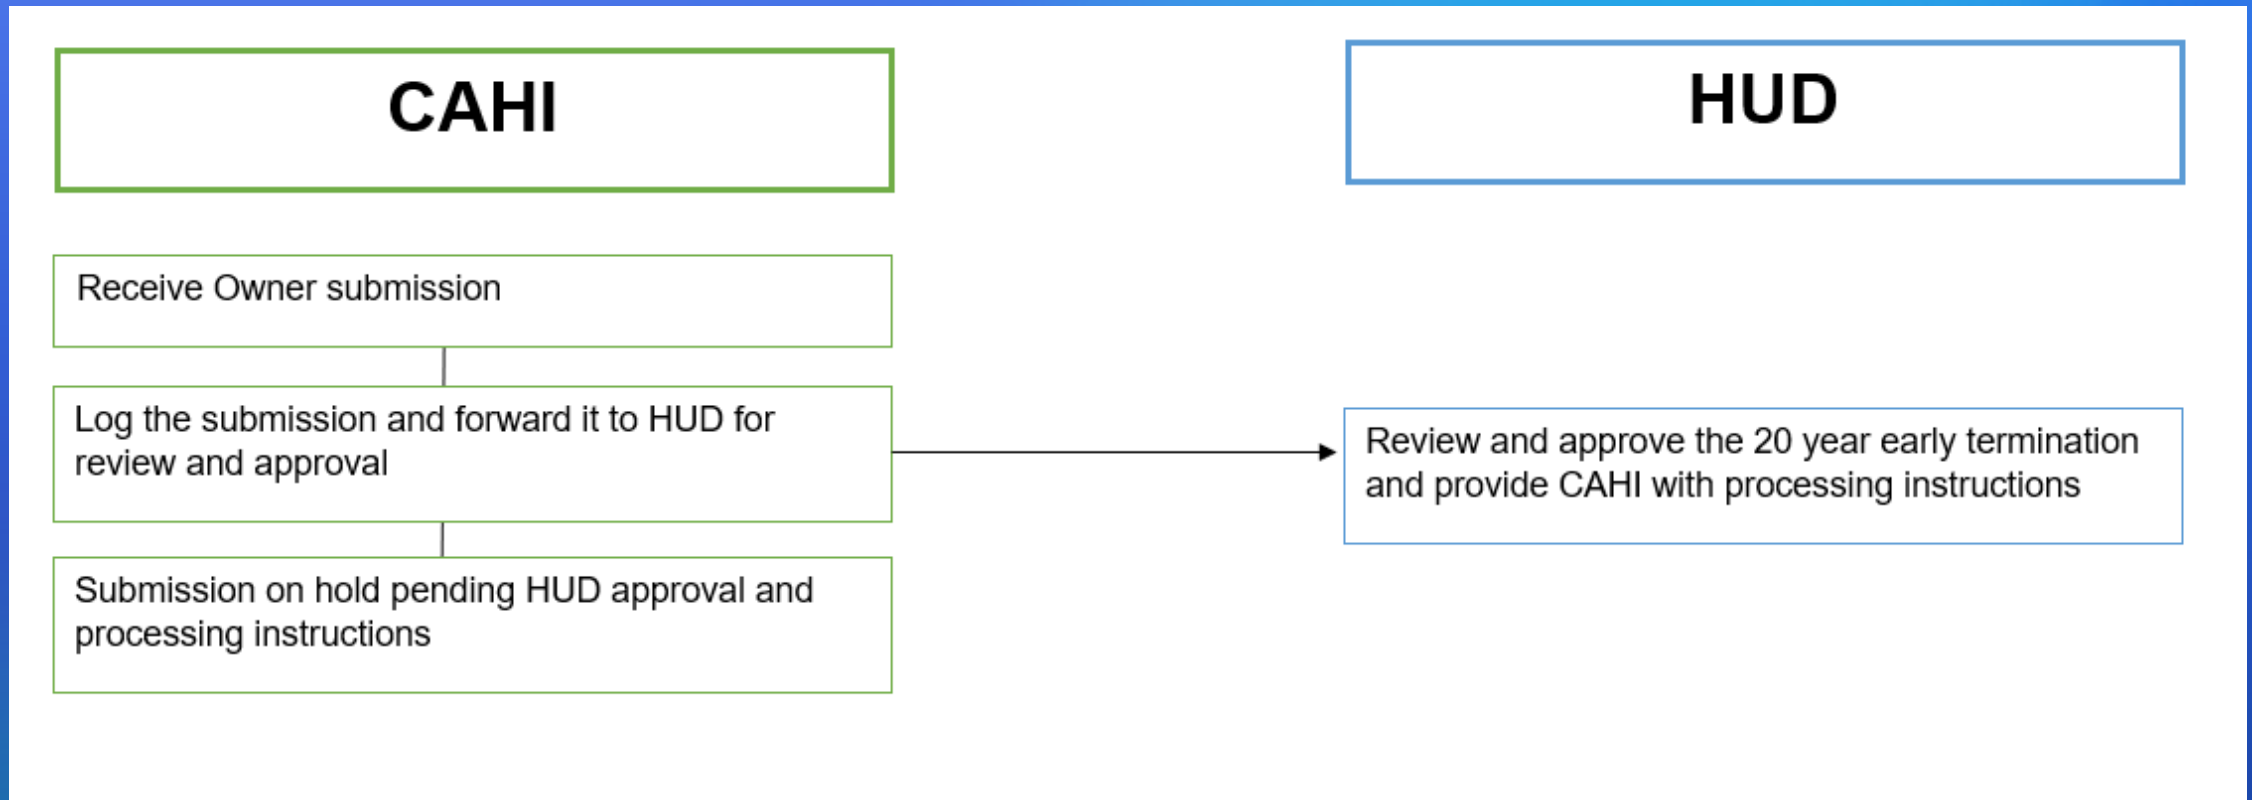 CAHI
HUD
Receive Owner submission
Log the submission and forward it to HUD for
review and approval
Review and approve the 20 year early termination
and provide CAHI with processing instructions
Submission on hold pending HUD approval and
processing instructions